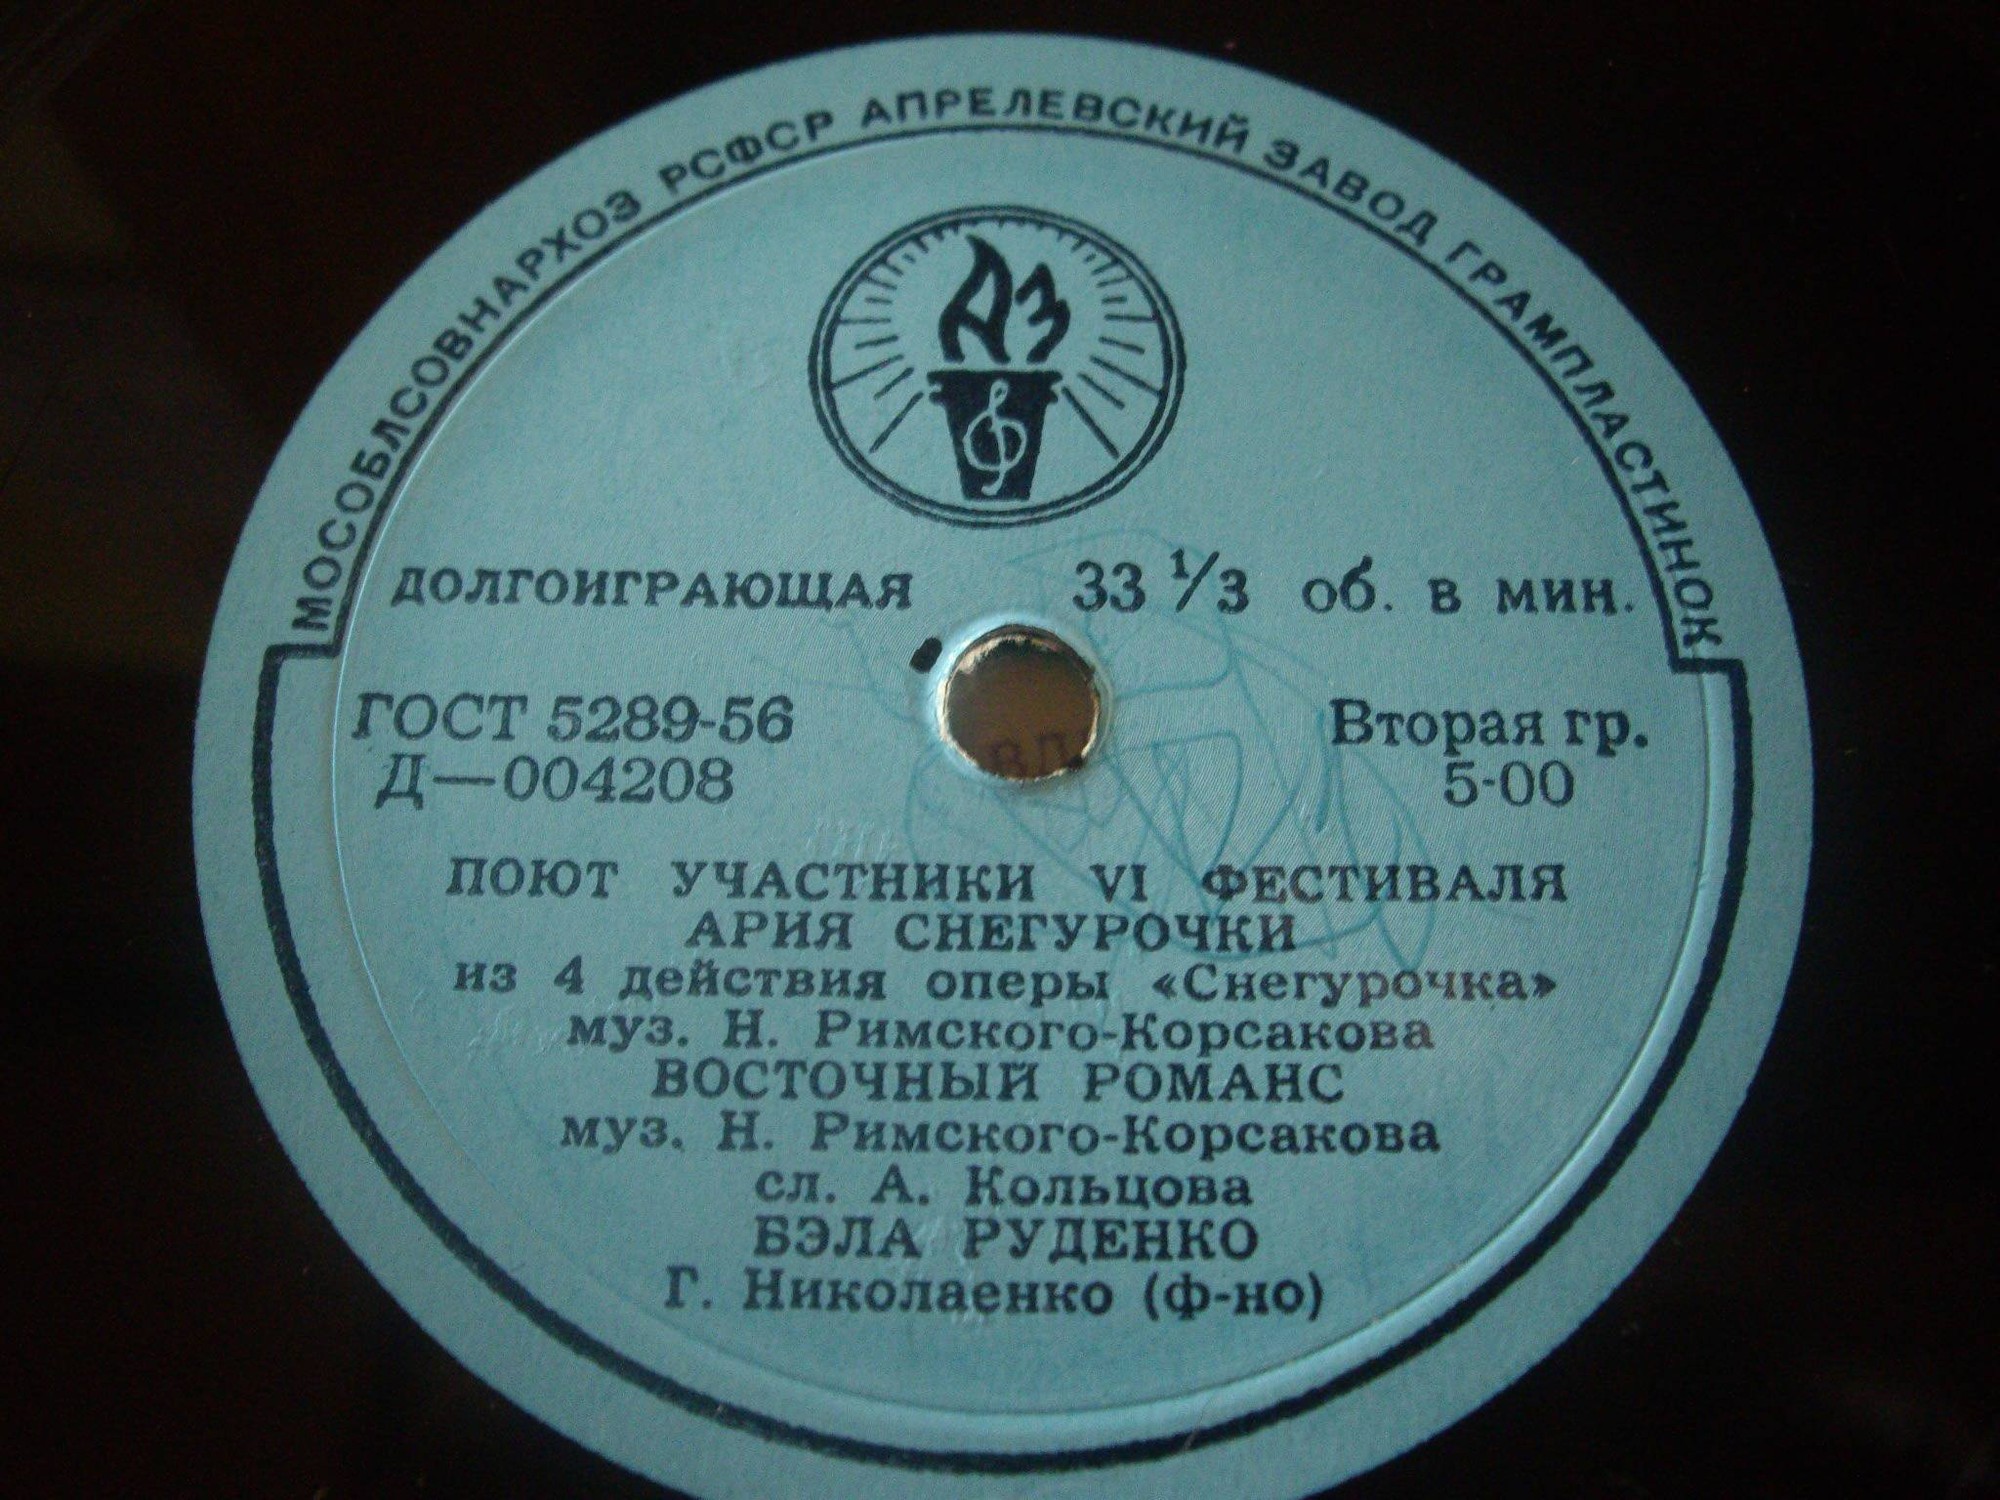 МОСОБЛСОВНАРХОЗ РСФСР АПРЕЛЕВСКИЙ ЗАВОД ГРАМПЛАСТИНОК
АЗ
ДОЛГОИГРАЮЩАЯ 33 1/3 об. в мин.
ГОСТ 5289-56 Вторая гр.
Д—004208 5-00
ПОЮТ УЧАСТНИКИ VI ФЕСТИВАЛЯ
АРИЯ СНЕГУРОЧКИ
из 4 действия оперы «Снегурочка»
муз. Н. Римского-Корсакова
ВОСТОЧНЫЙ РОМАНС
муз. Н. Римского-Корсакова
сл. А. Кольцова
БЭЛА РУДЕНКО
Г. Николаенко (ф-но)